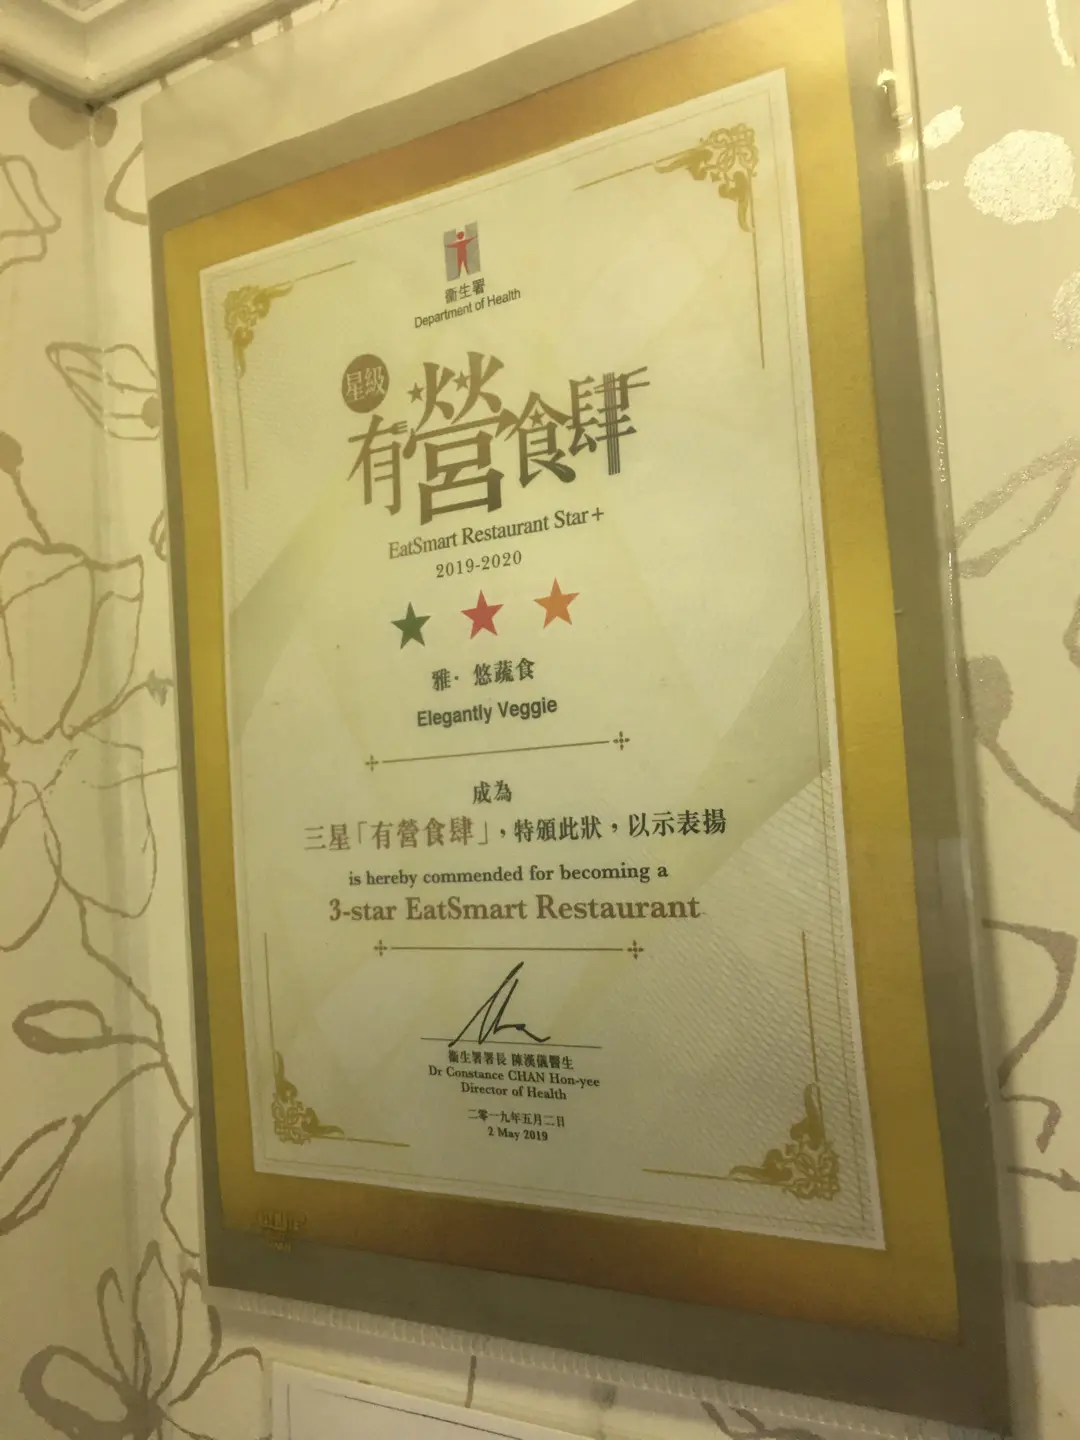 衞生署
Department of Health
星級
有營食肆
EatSmart Restaurant Star+
2019-2020
雅· 悠蔬食
Elegantly Veggie
成為
三星「有營食肆」，特頒此狀，以示表揚
is hereby commended for becoming a
3-star EatSmart Restaurant
衞生署署長 陳漢儀醫生
Dr Constance CHAN Hon-yee
Director of Health
二零一九年五月二日
2 May 2019